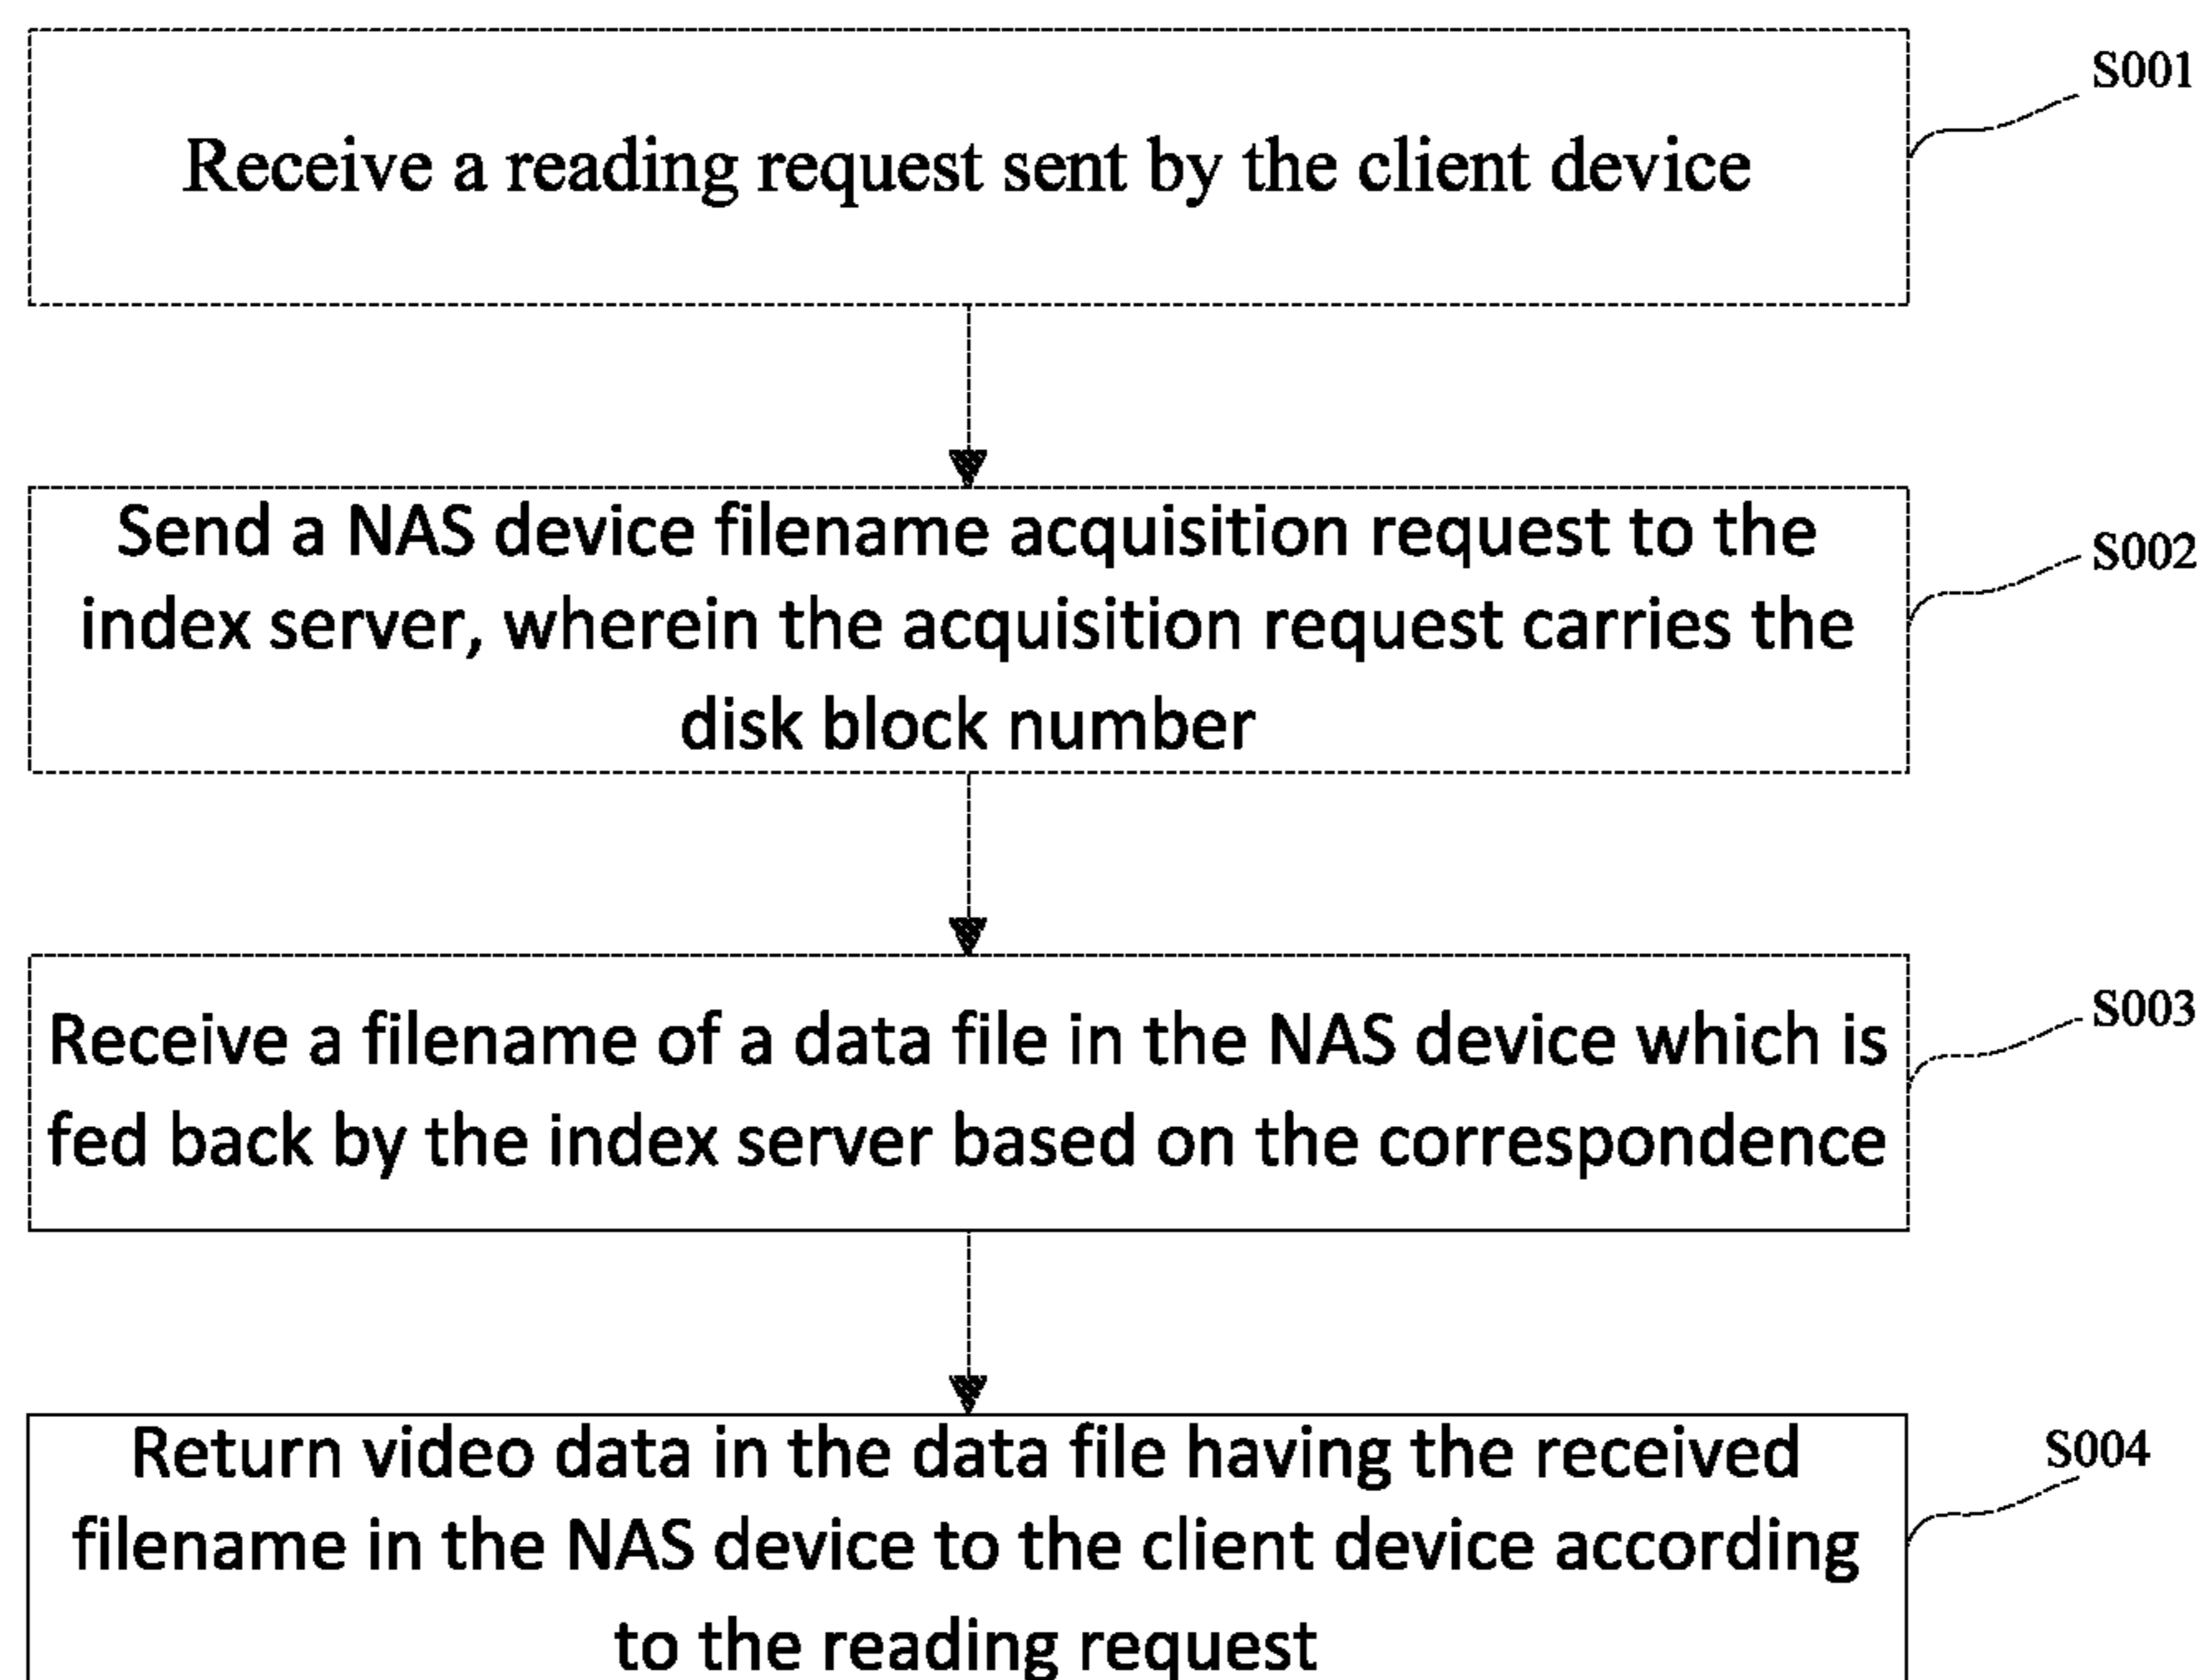 Receive a reading request sent by the client device
S001
Send a NAS device filename acquisition request to the
index server, wherein the acquisition request carries the
disk block number
S002
Receive a filename of a data file in the NAS device which is
fed back by the index server based on the correspondence
S003
Return video data in the data file having the received
filename in the NAS device to the client device according
to the reading request
S004